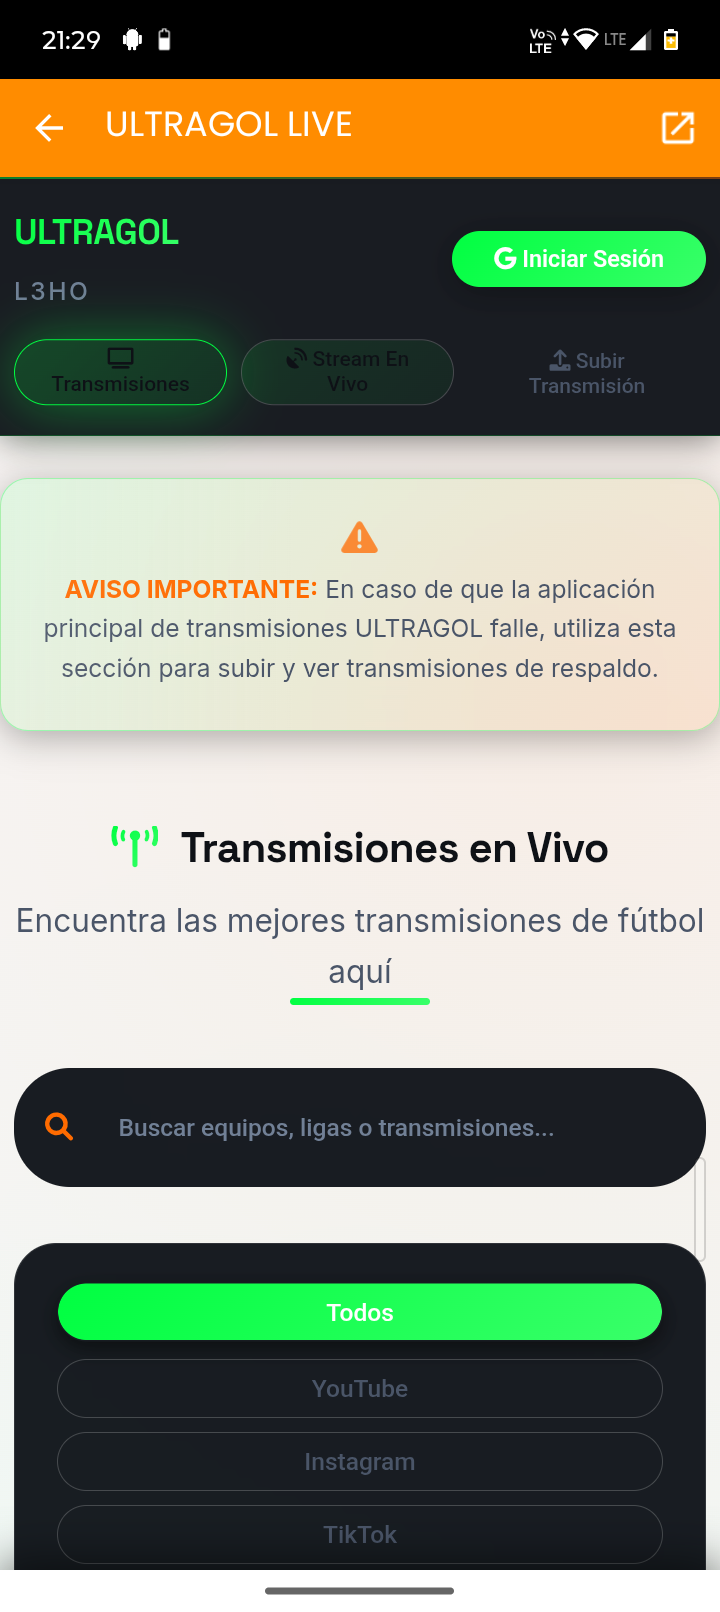 21:29
Vo
LTE
LTE
ULTRAGOL LIVE
ULTRAGOL
L3HO
Iniciar Sesión
Transmisiones
Stream En
Vivo
Subir
Transmisión
AVISO IMPORTANTE: En caso de que la aplicación
principal de transmisiones ULTRAGOL falle, utiliza esta
sección para subir y ver transmisiones de respaldo.
Transmisiones en Vivo
Encuentra las mejores transmisiones de fútbol
aquí
Buscar equipos, ligas o transmisiones...
Todos
YouTube
Instagram
TikTok